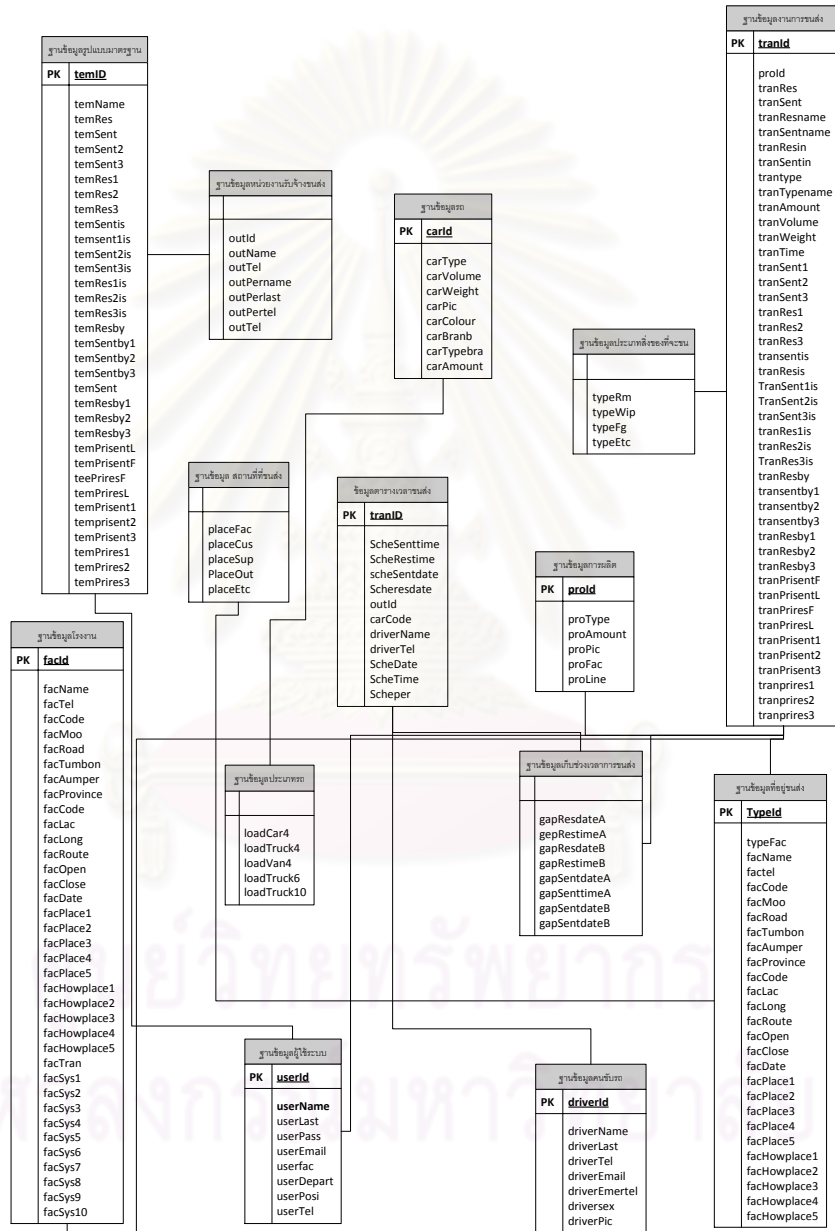 ฐานข้อมูลรูปแบบมาตรฐาน
PK temID
temName
temRes
temSent
temSent2
temSent3
temRes1
temRes2
temRes3
temSentis
temsent1is
temSent2is
temSent3is
temRes1is
temRes2is
temRes3is
temResby
temSentby1
temSentby2
temSentby3
temSent
temResby1
temResby2
temResby3
temPrisentL
temPrisentF
teePriresF
temPriresL
temPrisent1
temprisent2
temPrisent3
temPrires1
temPrires2
temPrires3
ฐานข้อมูลหน่วยงานรับจ้างขนส่ง
outId
outName
outTel
outPername
outPerlast
outPertel
outTel
ฐานข้อมูลรถ
PK carId
carType
carVolume
carWeight
carPic
carColour
carBranb
carTypebra
carAmount
ฐานข้อมูลงานการขนส่ง
PK tranId
proId
tranRes
tranSent
tranResname
tranSentname
tranResin
tranSentin
trantype
tranTypename
tranAmount
tranVolume
tranWeight
tranTime
tranSent1
tranSent2
tranSent3
tranRes1
tranRes2
tranRes3
transentis
tranResis
TranSent1is
TranSent2is
tranSent3is
tranRes1is
tranRes2is
TranRes3is
tranResby
transentby1
transentby2
transentby3
tranResby1
tranResby2
tranResby3
tranPrisentF
tranPrisentL
tranPriresF
tranPriresL
tranPrisent1
tranPrisent2
tranPrisent3
tranprires1
tranprires2
tranprires3
ฐานข้อมูลประเภทสิ่งของที่จะขน
typeRm
typeWip
typeFg
typeEtc
ฐานข้อมูล สถานที่ที่ขนส่ง
placeFac
placeCus
placeSup
PlaceOut
placeEtc
ข้อมูลตารางเวลาขนส่ง
PK tranID
ScheSenttime
ScheRestime
scheSentdate
Scheresdate
outId
carCode
driverName
driverTel
ScheDate
ScheTime
Scheper
ฐานข้อมูลการผลิต
PK proId
proType
proAmount
proPic
proFac
proLine
ฐานข้อมูลโรงงาน
PK facId
facName
facTel
facCode
facMoo
facRoad
facTumbon
facAumper
facProvince
facCode
facLac
facLong
facRoute
facOpen
facClose
facDate
facPlace1
facPlace2
facPlace3
facPlace4
facPlace5
facHowplace1
facHowplace2
facHowplace3
facHowplace4
facHowplace5
facTran
facSys1
facSys2
facSys3
facSys4
facSys5
facSys6
facSys7
facSys8
facSys9
facSys10
ฐานข้อมูลประเภทรถ
loadCar4
loadTruck4
loadVan4
loadTruck6
loadTruck10
ฐานข้อมูลเก็บช่วงเวลาการขนส่ง
gapResdateA
gepRestimeA
gapResdateB
gapRestimeB
gapSentdateA
gapSenttimeA
gapSentdateB
gapSentdateB
ฐานข้อมูลที่อยู่ขนส่ง
PK TypeId
typeFac
facName
factel
facCode
facMoo
facRoad
facTumbon
facAumper
facProvince
facCode
facLac
facLong
facRoute
facOpen
facClose
facDate
facPlace1
facPlace2
facPlace3
facPlace4
facPlace5
facHowplace1
facHowplace2
facHowplace3
facHowplace4
facHowplace5
ฐานข้อมูลผู้ใช้ระบบ
PK userId
userName
userLast
userPass
userEmail
userfac
userDepart
userPosi
userTel
ฐานข้อมูลคนขับรถ
PK driverId
driverName
driverLast
driverTel
driverEmail
driverEmertel
driversex
driverPic
ศูนย์วิทยทรัพยากร